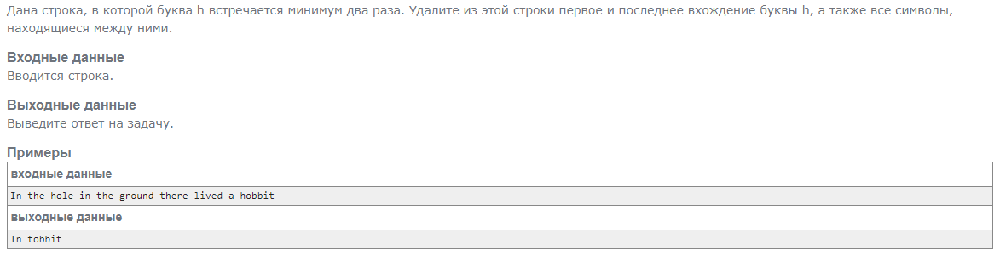 Дана строка, в которой буква h встречается минимум два раза. Удалите из этой строки первое и последнее вхождение буквы h, а также все символы,
находящиеся между ними.
Входные данные
Вводится строка.
Выходные данные
Выведите ответ на задачу.
Примеры
входные данные
In the hole in the ground there lived a hobbit
выходные данные
In tobbit